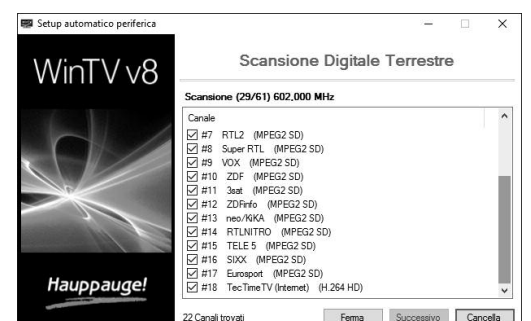 Setup automatico periferica
WinTV v8
Hauppauge!
Scansione Digitale Terrestre
Scansione (29/61) 602,000 MHz
Canale
#7 RTL2 (MPEG2 SD)
#8 Super RTL (MPEG2 SD)
#9 VOX (MPEG2 SD)
#10 ZDF (MPEG2 SD)
#11 3sat (MPEG2 SD)
#12 ZDFinfo (MPEG2 SD)
#13 neo/KiKA (MPEG2 SD)
#14 RTLNITRO (MPEG2 SD)
#15 TELE 5 (MPEG2 SD)
#16 SIXX (MPEG2 SD)
#17 Eurosport (MPEG2 SD)
#18 TecTimeTV (Internet) (H.264 HD)
22 Canali trovati
Ferma Successivo Cancella